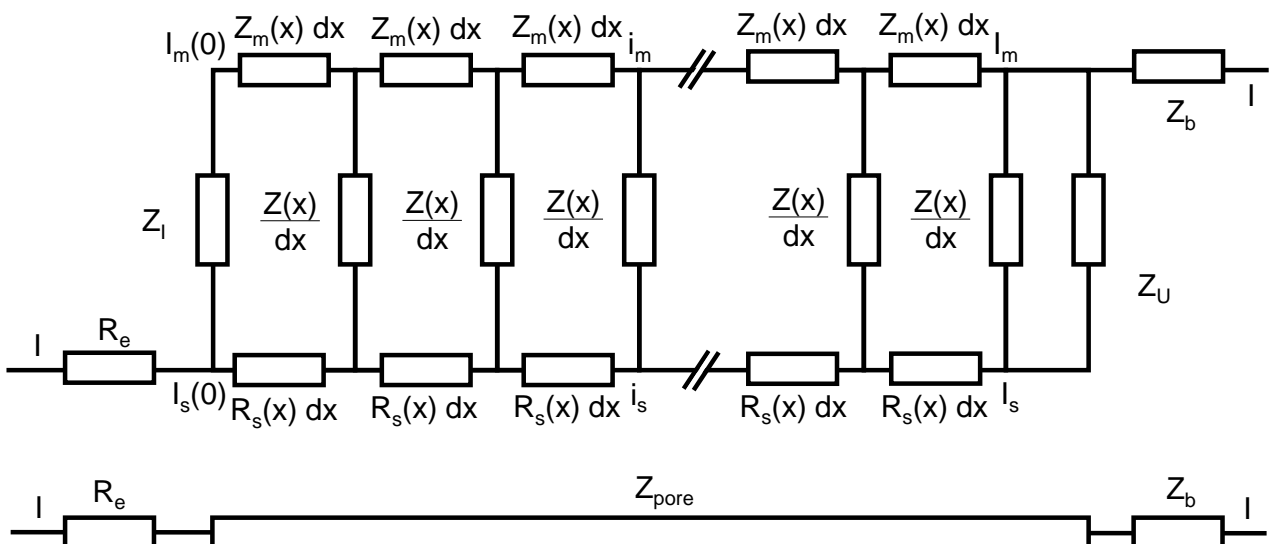 Z_m(x) dx Z_m(x) dx Z_m(x) dx Z_m(x) dx Z_m(x) dx
I_m(0) i_m I_m
I
Z_b
Z_I Z(x)/dx Z(x)/dx Z(x)/dx Z(x)/dx Z(x)/dx
Z_U
I R_e
I_s(0) i_s I_s
R_s(x) dx R_s(x) dx R_s(x) dx R_s(x) dx R_s(x) dx
I R_e Z_pore Z_b I